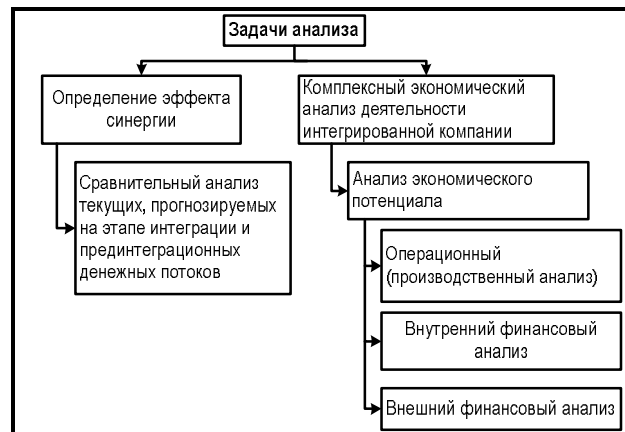 Задачи анализа
Определение эффекта
синергии
Сравнительный анализ
текущих, прогнозируемых
на этапе интеграции и
прединтеграционных
денежных потоков
Комплексный экономический
анализ деятельности
интегрированной компании
Анализ экономического
потенциала
Операционный
(производственный анализ)
Внутренний финансовый
анализ
Внешний финансовый анализ